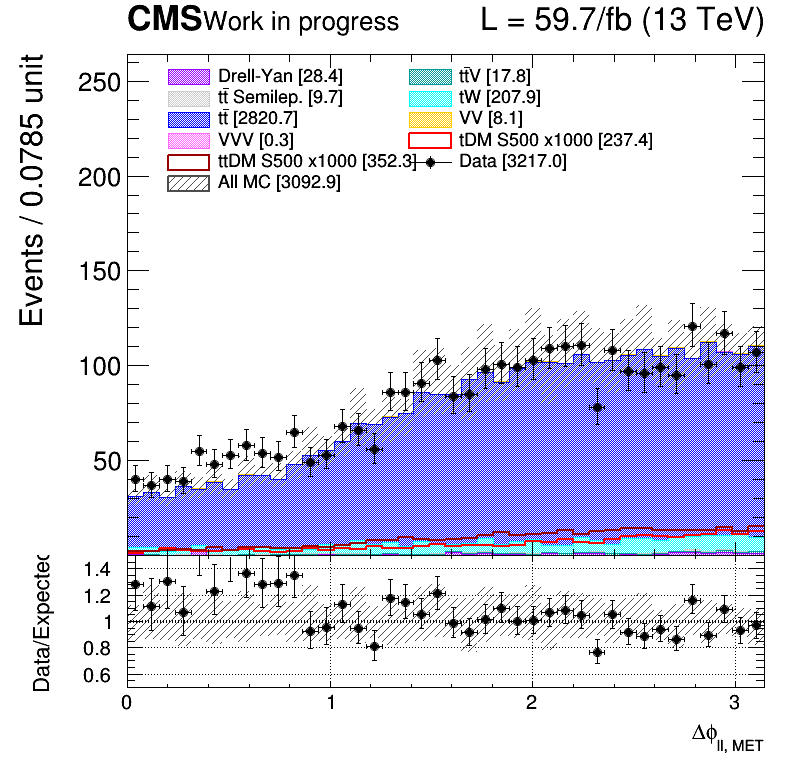 CMS Work in progress L = 59.7/fb (13 TeV)
Events / 0.0785 unit
250
200
150
100
50
Drell-Yan [28.4]
tt̄V [17.8]
tt̄ Semilep. [9.7]
tW [207.9]
tt̄ [2820.7]
VV [8.1]
VVV [0.3]
tDM S500 x1000 [237.4]
ttDM S500 x1000 [352.3]
Data [3217.0]
All MC [3092.9]
Data/Expected
1.4
1.2
1
0.8
0.6
0 1 2 3
Δϕll, MET